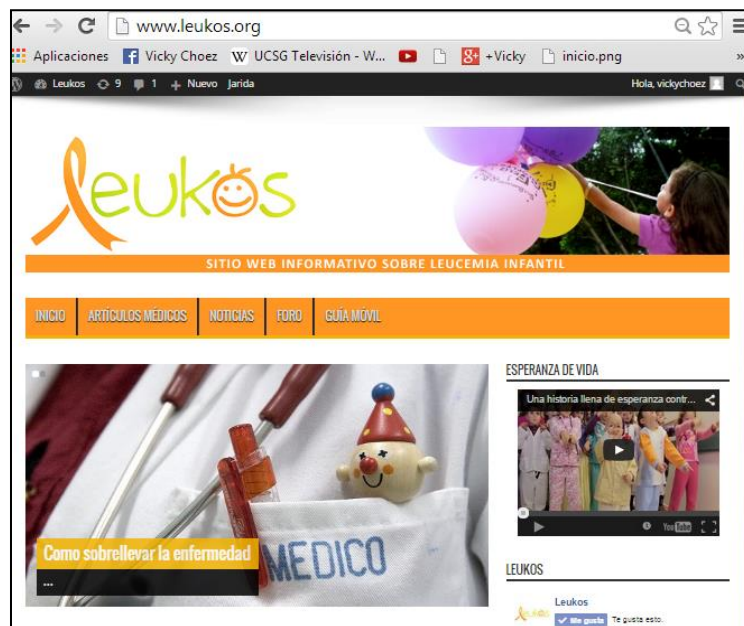 www.leukos.org
Aplicaciones Vicky Choez W UCSG Televisión - W... +Vicky inicio.png »
Leukos 9 1 + Nuevo Jarida Hola, vickychoez
leukos
SITIO WEB INFORMATIVO SOBRE LEUCEMIA INFANTIL
INICIO ARTÍCULOS MÉDICOS NOTICIAS FORO GUÍA MÓVIL
ESPERANZA DE VIDA
Una historia llena de esperanza contr...
YouTube
MEDICO
Como sobrellevar la enfermedad
...
LEUKOS
leukos
Leukos
Me gusta Te gusta esto.